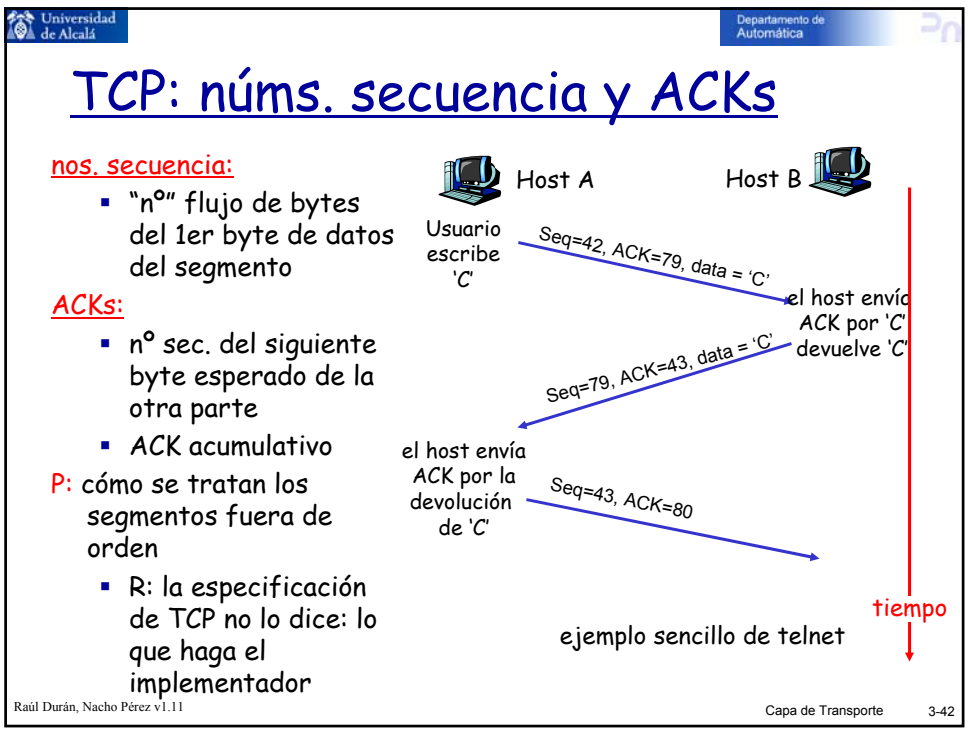 Universidad
de Alcalá
Departamento de
Automática
TCP: núms. secuencia y ACKs
nos. secuencia:
▪ “nº” flujo de bytes
del 1er byte de datos
del segmento
ACKs:
▪ nº sec. del siguiente
byte esperado de la
otra parte
▪ ACK acumulativo
P: cómo se tratan los
segmentos fuera de
orden
▪ R: la especificación
de TCP no lo dice: lo
que haga el
implementador
Host A
Host B
Usuario
escribe
‘C’
Seq=42, ACK=79, data = ‘C’
el host envía
ACK por ‘C’
devuelve ‘C’
Seq=79, ACK=43, data = ‘C’
el host envía
ACK por la
devolución
de ‘C’
Seq=43, ACK=80
tiempo
ejemplo sencillo de telnet
Raúl Durán, Nacho Pérez v1.11
Capa de Transporte
3-42